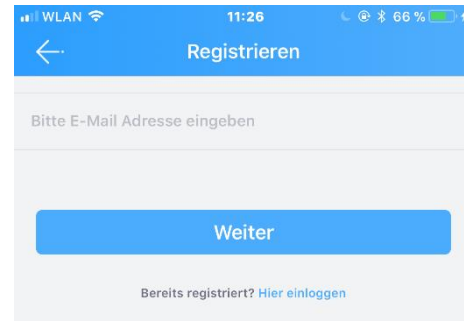 WLAN 11:26 66 %
Registrieren
Bitte E-Mail Adresse eingeben
Weiter
Bereits registriert? Hier einloggen